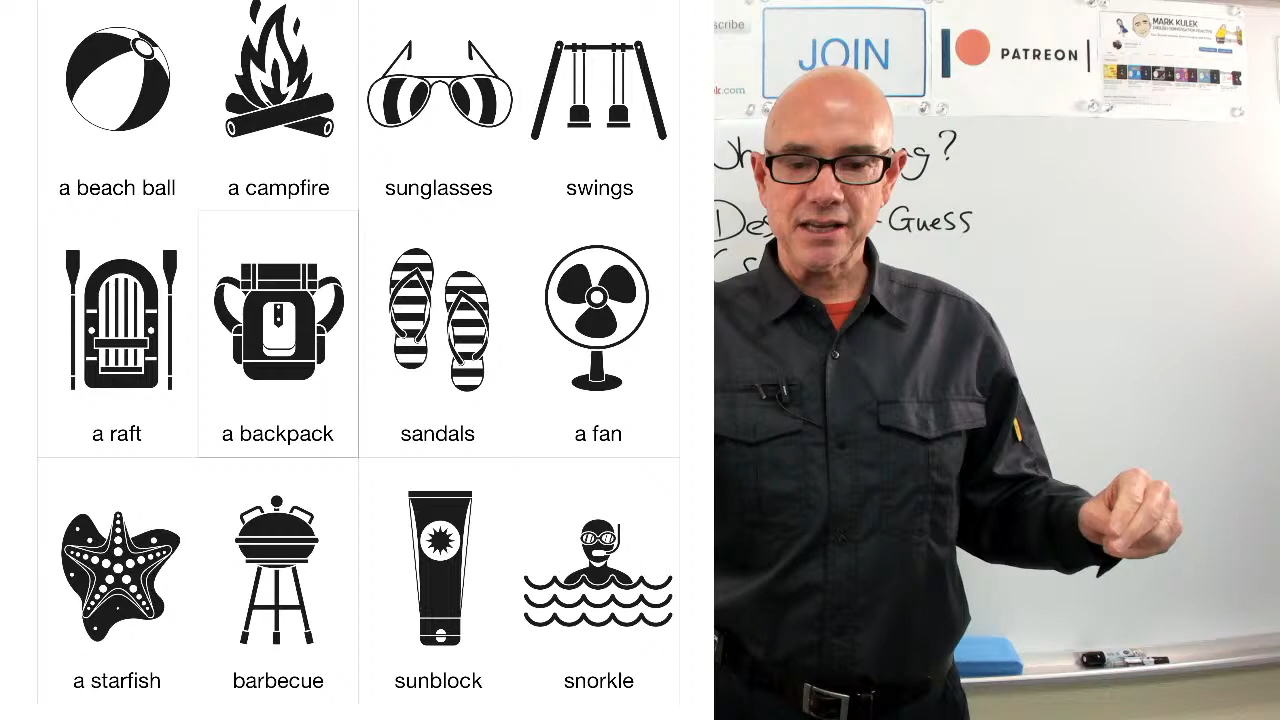 a beach ball
a campfire
sunglasses
swings
a raft
a backpack
sandals
a fan
a starfish
barbecue
sunblock
snorkle
JOIN
PATREON
MARK KULEK
?
Guess